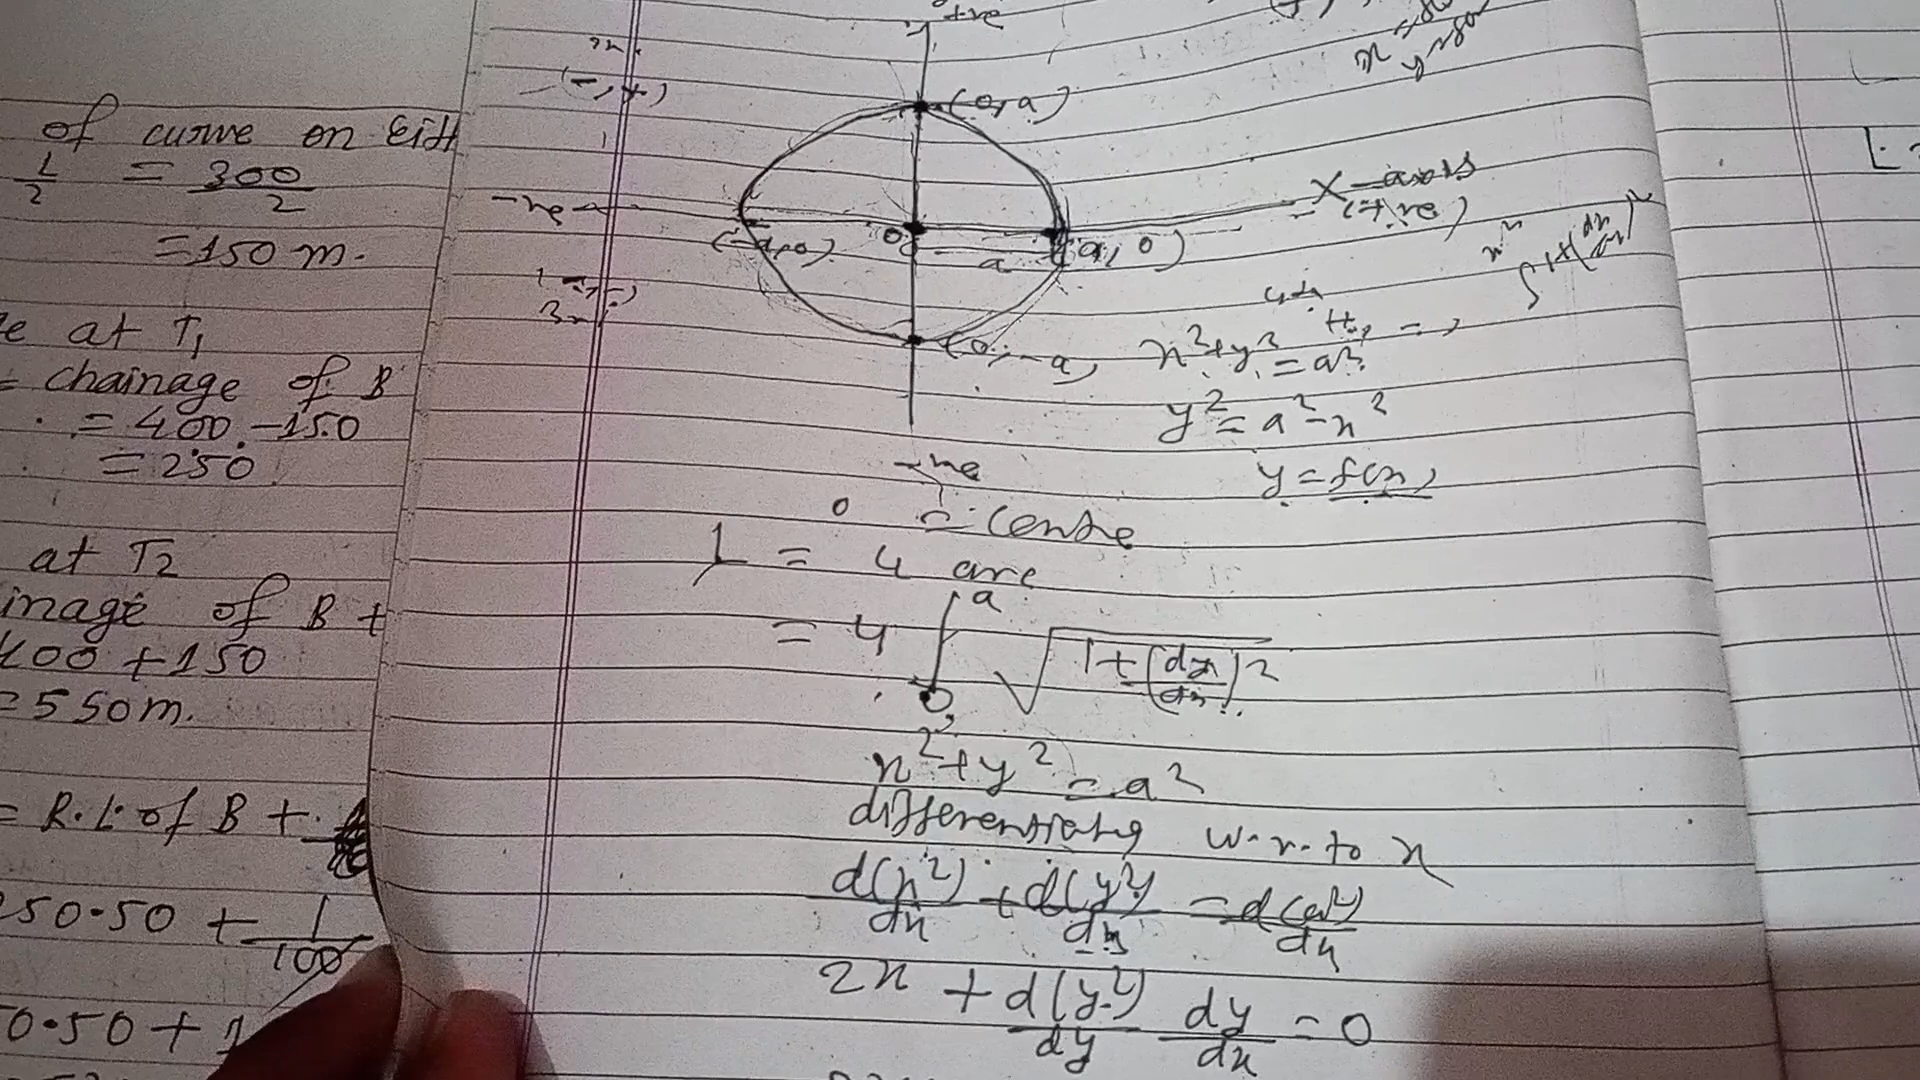 of curve on Eith
L/2 = 300/2
= 150 m.
at T1
= chainage of B
= 400 - 150
= 250
at T2
inage of B +
400 + 150
= 550m.
= R.L. of B +
50.50 + 1/100
0.50 + 1
+ve
(-, +)
(0, a)
X-axis
(+ve)
-ve
(-a, 0)
o
a
(a, 0)
(-, -)
(0, -a)
x² + y² = a²
y² = a² - x²
y = f(x)
-ve
o = centre
L = 4 arc
= 4 ∫₀ᵃ √(1 + (dy/dx)²)
x² + y² = a²
differentiating w.r. to x
d(x²)/dx + d(y²)/dx = d(a²)/dx
2x + d(y²)/dy dy/dx = 0